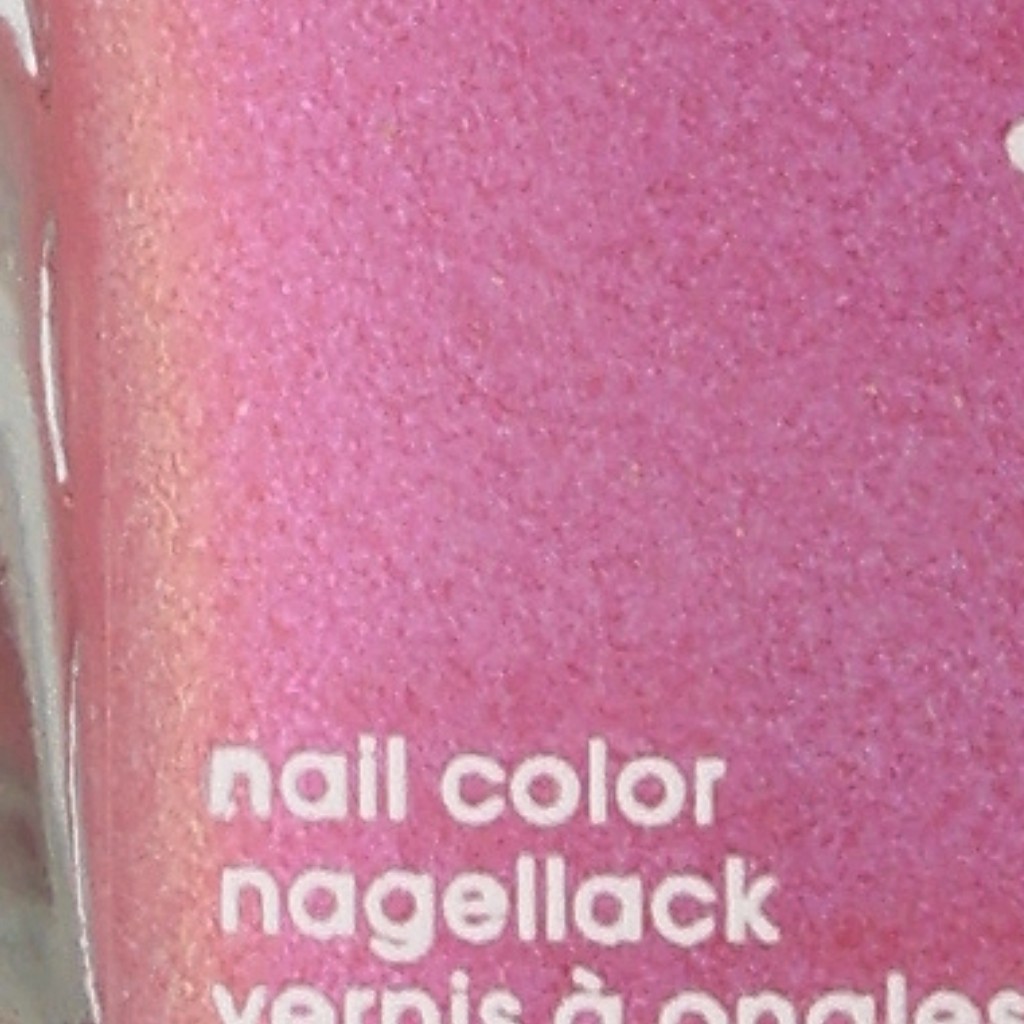 nail color
nagellack
vernis à ongles